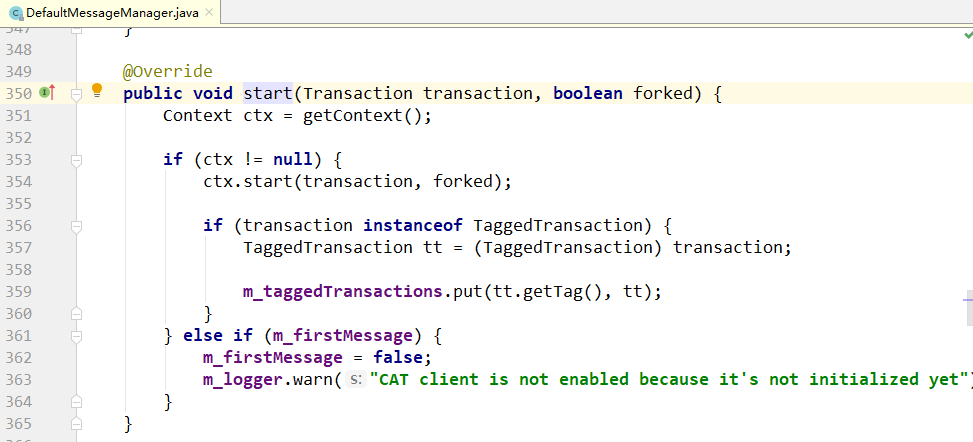 DefaultMessageManager.java
347 }
348
349 @Override
350 public void start(Transaction transaction, boolean forked) {
351 Context ctx = getContext();
352
353 if (ctx != null) {
354 ctx.start(transaction, forked);
355
356 if (transaction instanceof TaggedTransaction) {
357 TaggedTransaction tt = (TaggedTransaction) transaction;
358
359 m_taggedTransactions.put(tt.getTag(), tt);
360 }
361 } else if (m_firstMessage) {
362 m_firstMessage = false;
363 m_logger.warn( s: "CAT client is not enabled because it's not initialized yet")
364 }
365 }